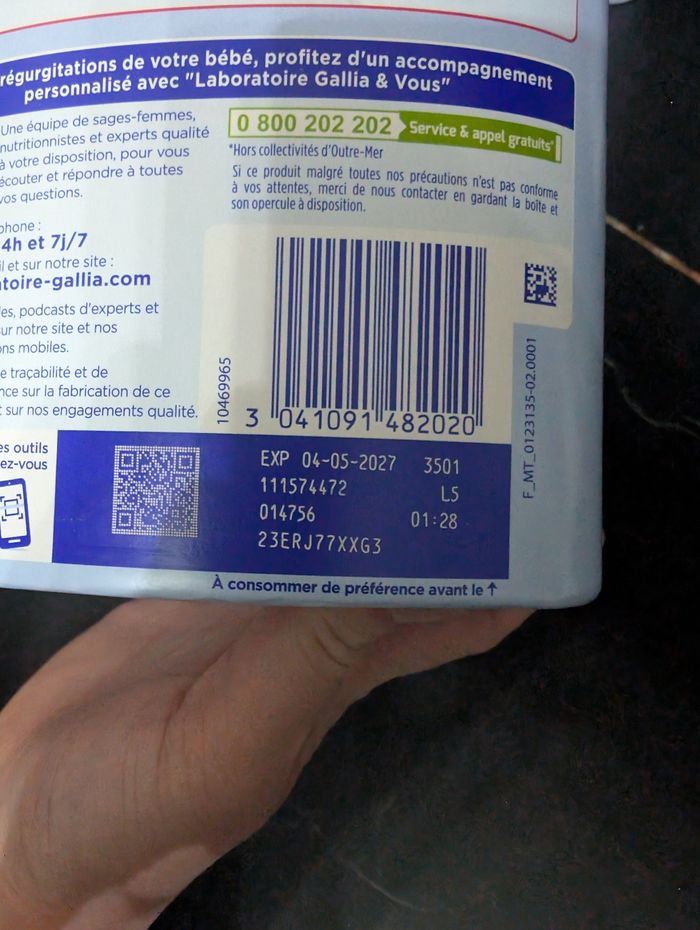 régurgitations de votre bébé, profitez d'un accompagnement
personnalisé avec "Laboratoire Gallia & Vous"
Une équipe de sages-femmes,
nutritionnistes et experts qualité
à votre disposition, pour vous
écouter et répondre à toutes
vos questions.
phone :
4h et 7j/7
il et sur notre site :
atoire-gallia.com
es, podcasts d'experts et
sur notre site et nos
ons mobiles.
e traçabilité et de
nce sur la fabrication de ce
t sur nos engagements qualité.
es outils
ez-vous
0 800 202 202 Service & appel gratuits*
*Hors collectivités d'Outre-Mer
Si ce produit malgré toutes nos précautions n'est pas conforme
à vos attentes, merci de nous contacter en gardant la boîte et
son opercule à disposition.
10469965
3 041091 482020
F_MT_0123135-02.0001
EXP 04-05-2027 3501
111574472 L5
014756 01:28
23ERJ77XXG3
À consommer de préférence avant le ↑